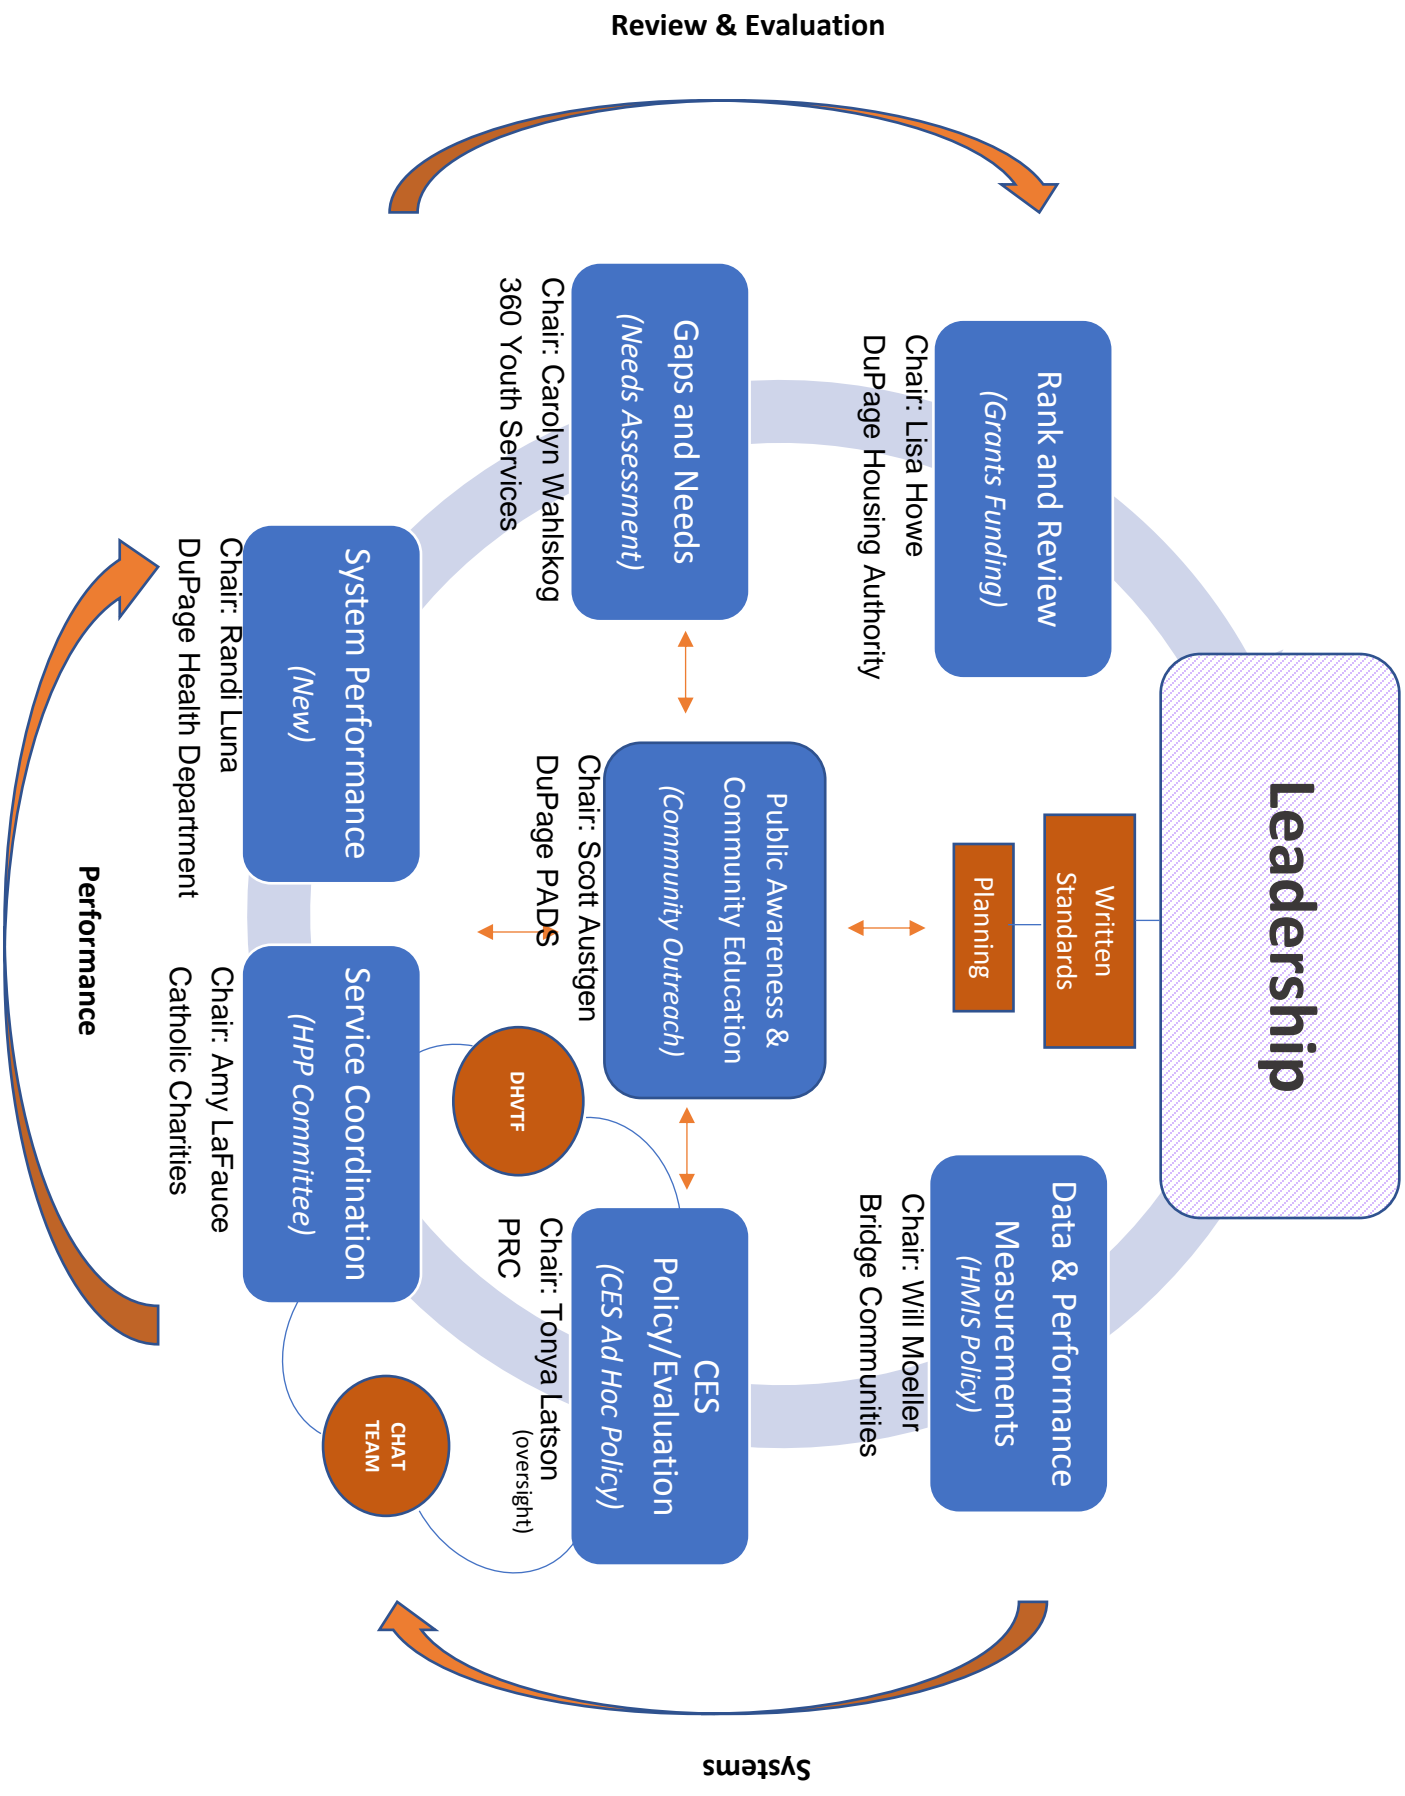 Review & Evaluation
Leadership
Written
Standards
Planning
Rank and Review
(Grants Funding)
Chair: Lisa Howe
DuPage Housing Authority
Data & Performance
Measurements
(HMIS Policy)
Chair: Will Moeller
Bridge Communities
Gaps and Needs
(Needs Assessment)
Chair: Carolyn Wahlskog
360 Youth Services
Public Awareness &
Community Education
(Community Outreach)
Chair: Scott Austgen
DuPage PADS
CES
Policy/Evaluation
(CES Ad Hoc Policy)
Chair: Tonya Latson
(oversight)
PRC
DHVTF
System Performance
(New)
Chair: Randi Luna
DuPage Health Department
Service Coordination
(HPP Committee)
Chair: Amy LaFauce
Catholic Charities
CHAT
TEAM
Performance
Systems